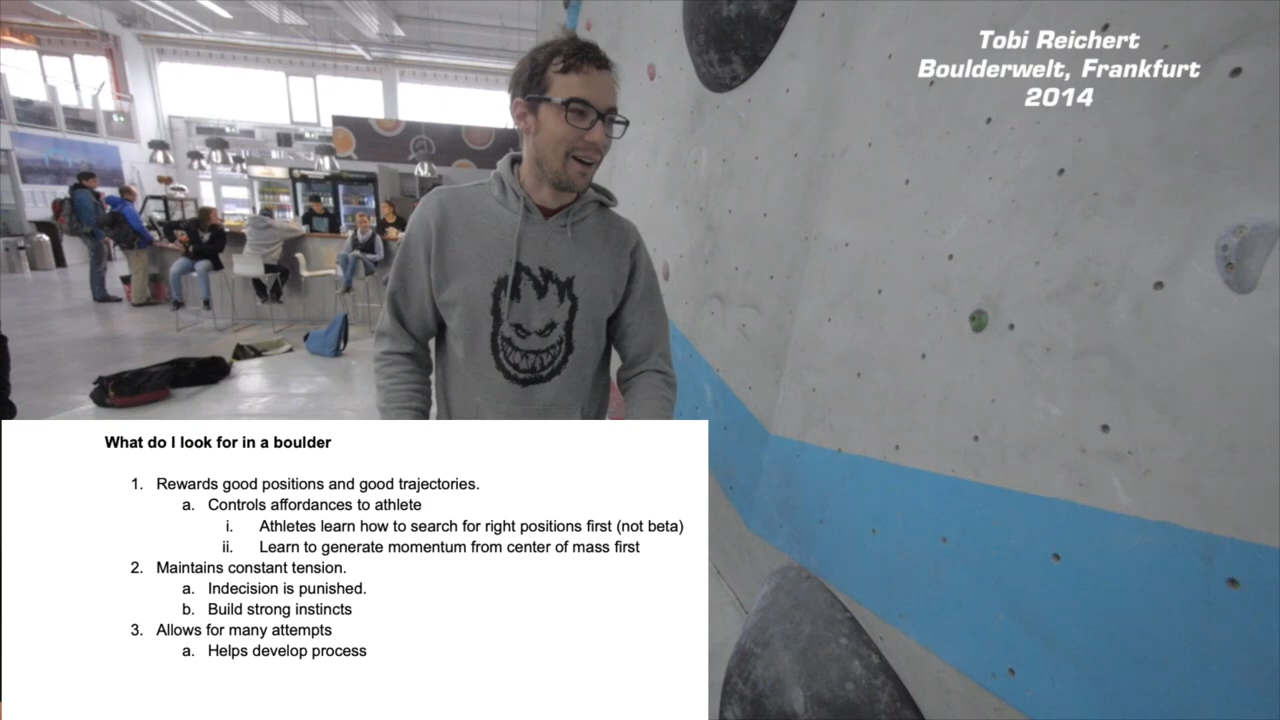 Tobi Reichert
Boulderwelt, Frankfurt
2014
What do I look for in a boulder
1. Rewards good positions and good trajectories.
a. Controls affordances to athlete
i. Athletes learn how to search for right positions first (not beta)
ii. Learn to generate momentum from center of mass first
2. Maintains constant tension.
a. Indecision is punished.
b. Build strong instincts
3. Allows for many attempts
a. Helps develop process